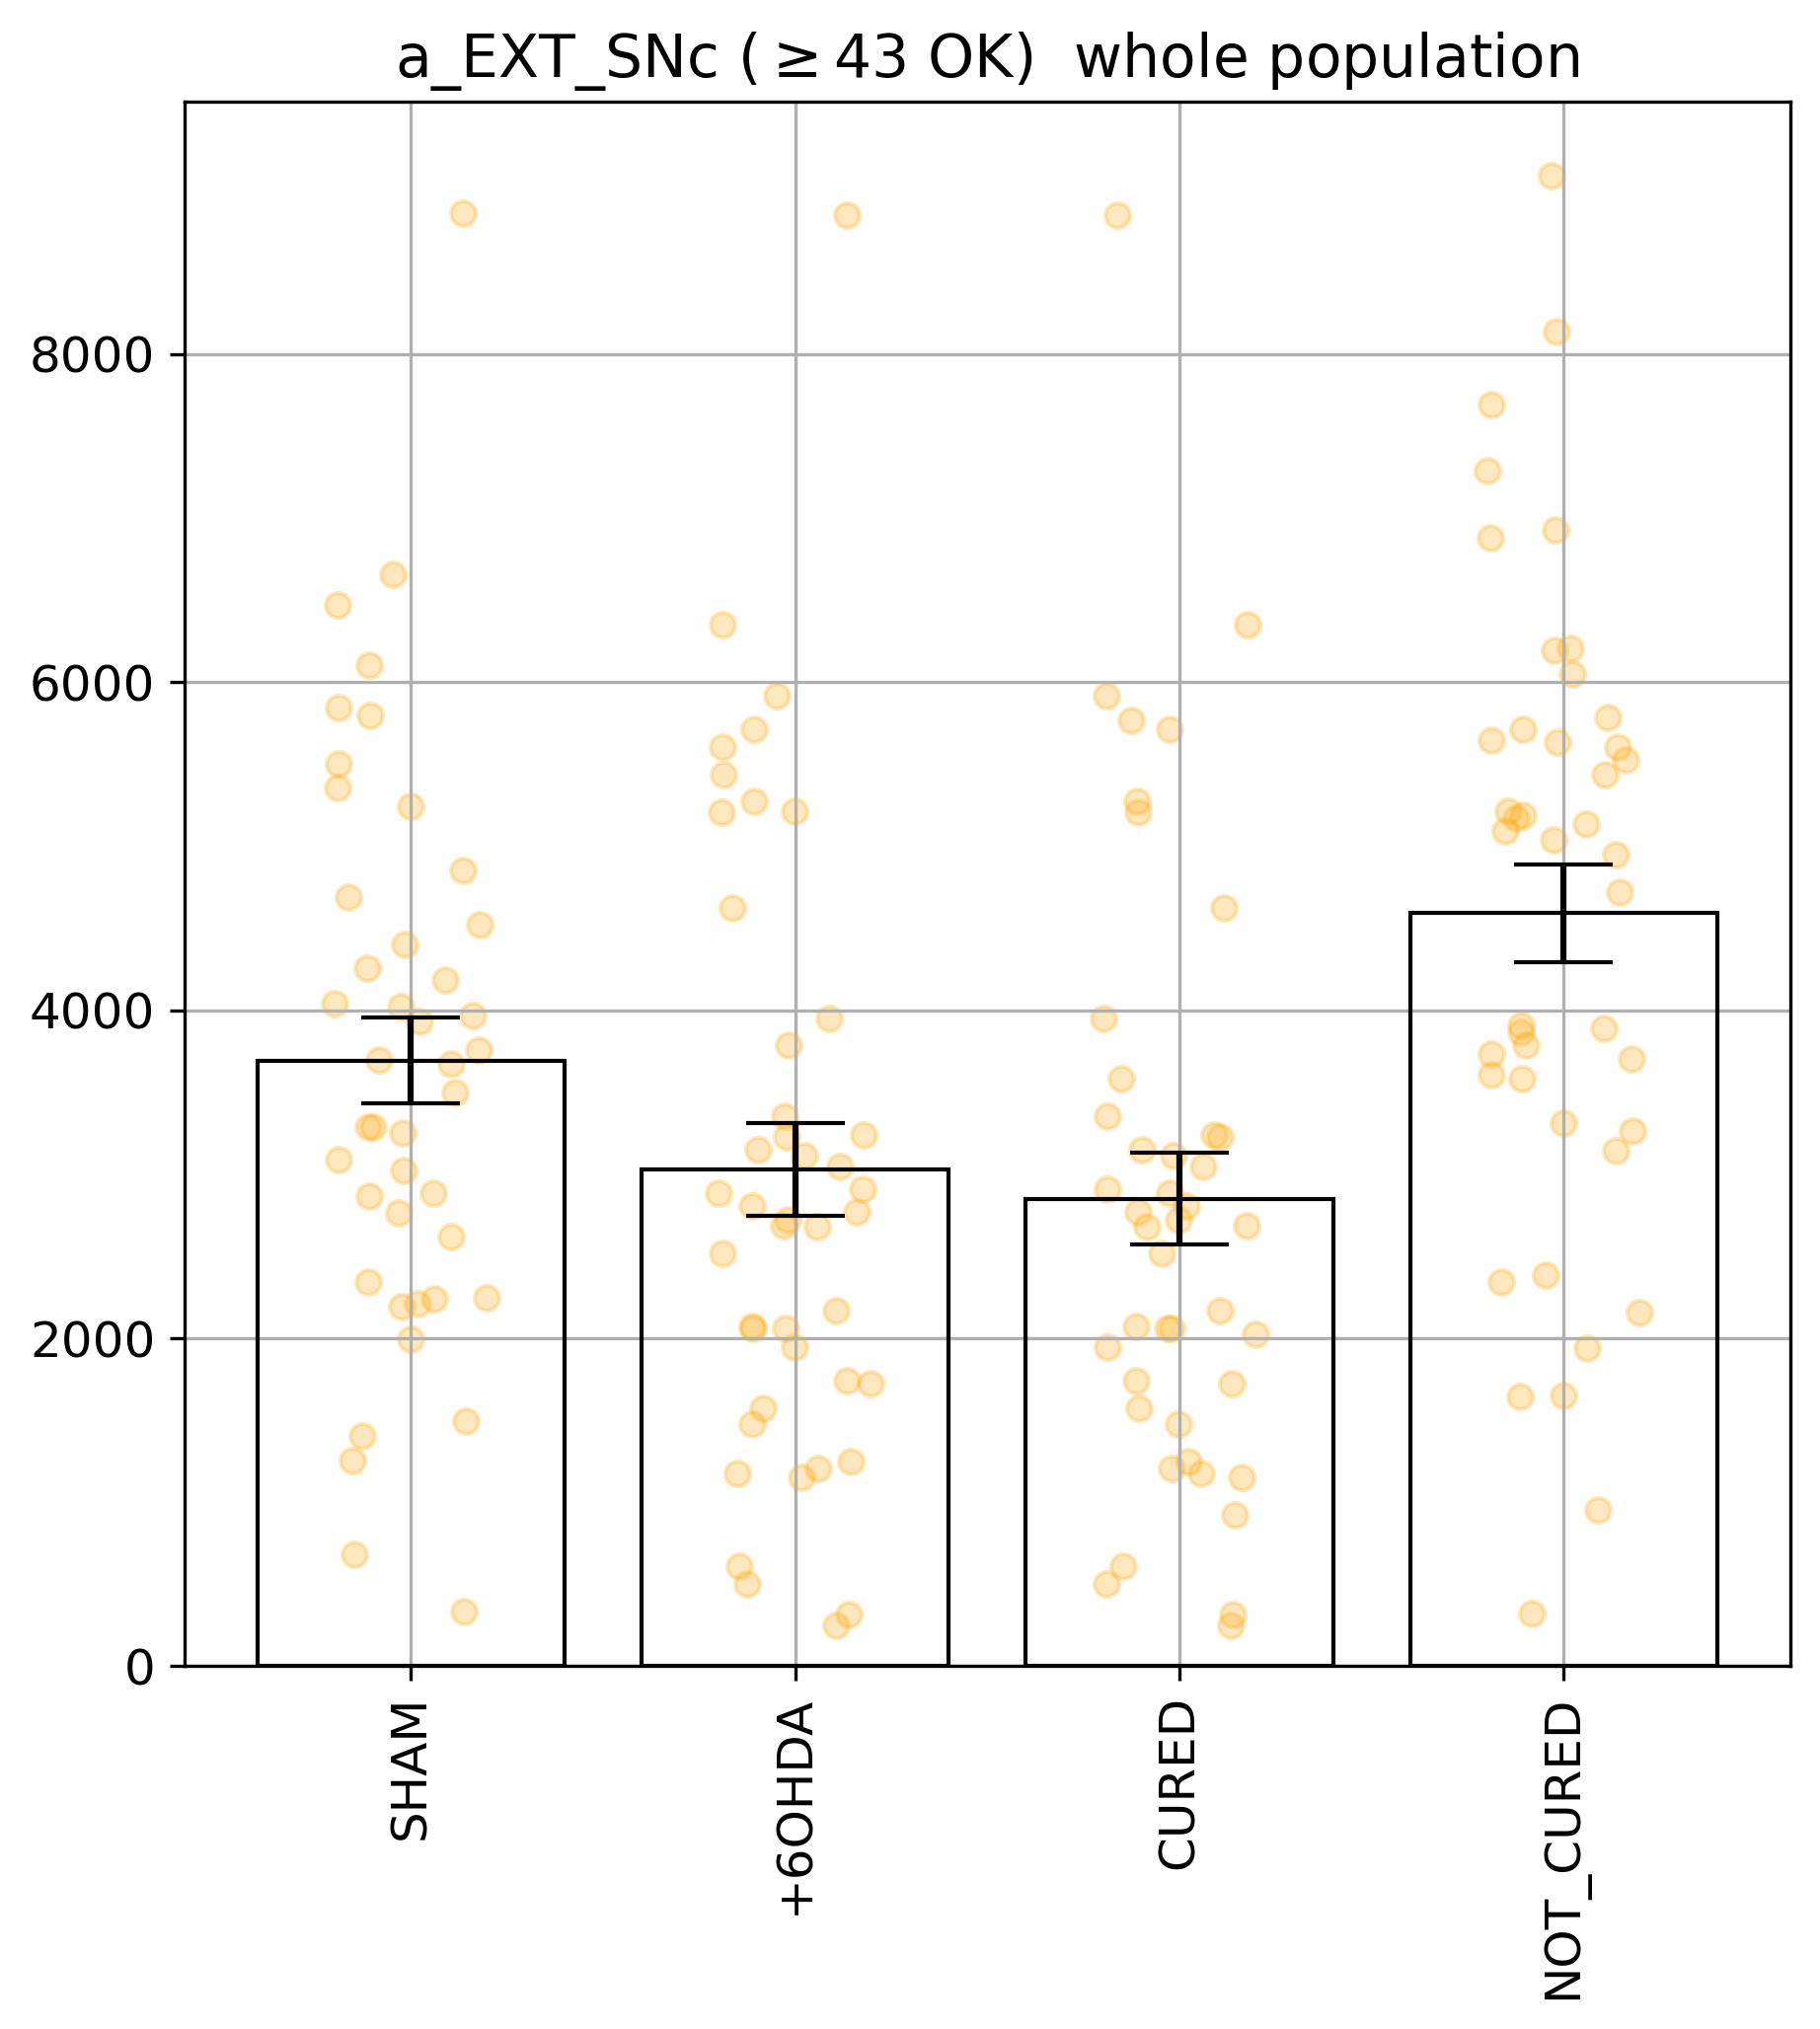 a_EXT_SNc ( ≥ 43 OK)  whole population
8000
6000
4000
2000
0
SHAM
+6OHDA
CURED
NOT_CURED